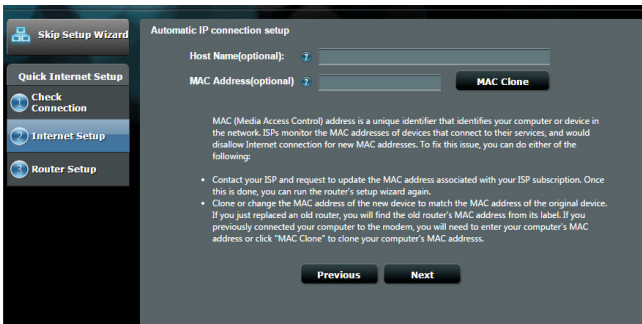 Skip Setup Wizard
Quick Internet Setup
1 Check
Connection
2 Internet Setup
3 Router Setup
Automatic IP connection setup
Host Name(optional): ?
MAC Address(optional) ? MAC Clone
MAC (Media Access Control) address is a unique identifier that identifies your computer or device in
the network. ISPs monitor the MAC addresses of devices that connect to their services, and would
disallow Internet connection for new MAC addresses. To fix this issue, you can do either of the
following:
• Contact your ISP and request to update the MAC address associated with your ISP subscription. Once
this is done, you can run the router's setup wizard again.
• Clone or change the MAC address of the new device to match the MAC address of the original device.
If you just replaced an old router, you will find the old router's MAC address from its label. If you
previously connected your computer to the modem, you will need to enter your computer's MAC
address or click "MAC Clone" to clone your computer's MAC addresss.
Previous Next